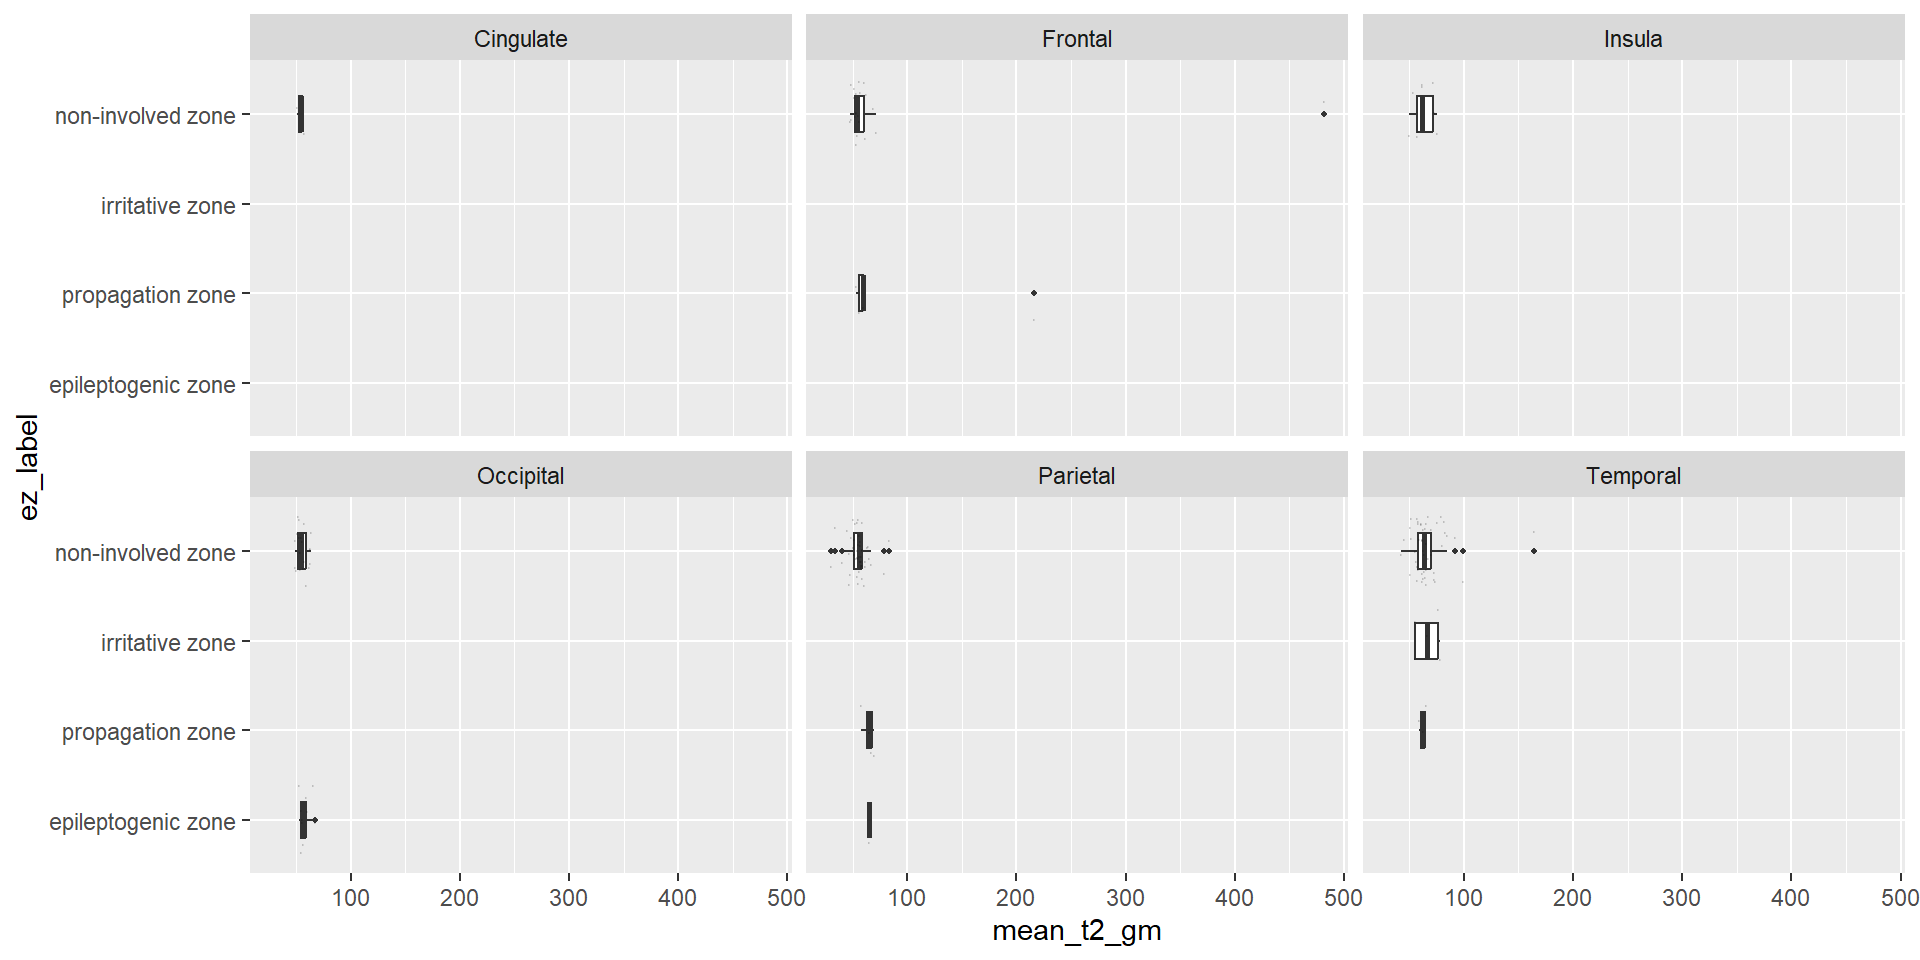 Cingulate Frontal Insula
non-involved zone
irritative zone
propagation zone
epileptogenic zone
ez_label
Occipital Parietal Temporal
non-involved zone
irritative zone
propagation zone
epileptogenic zone
100 200 300 400 500 100 200 300 400 500 100 200 300 400 500
mean_t2_gm